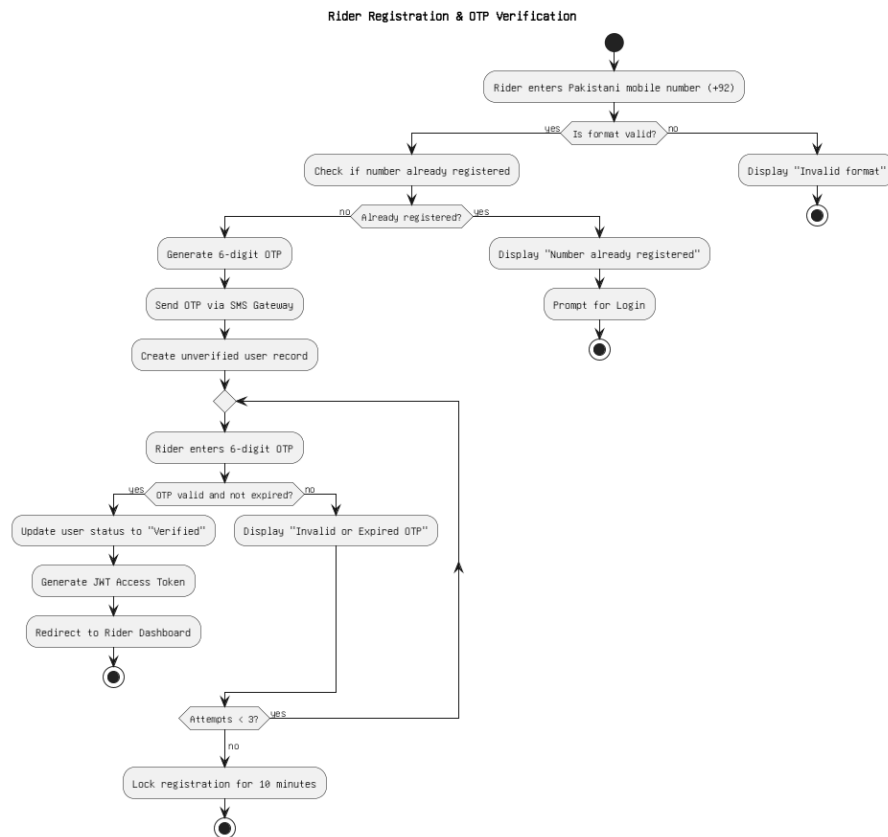 Rider Registration & OTP Verification
Rider enters Pakistani mobile number (+92)
yes
Is format valid?
no
Check if number already registered
Display "Invalid format"
no
Already registered?
yes
Generate 6-digit OTP
Display "Number already registered"
Send OTP via SMS Gateway
Prompt for Login
Create unverified user record
Rider enters 6-digit OTP
yes
OTP valid and not expired?
no
Update user status to "Verified"
Display "Invalid or Expired OTP"
Generate JWT Access Token
Redirect to Rider Dashboard
Attempts < 3?
yes
no
Lock registration for 10 minutes